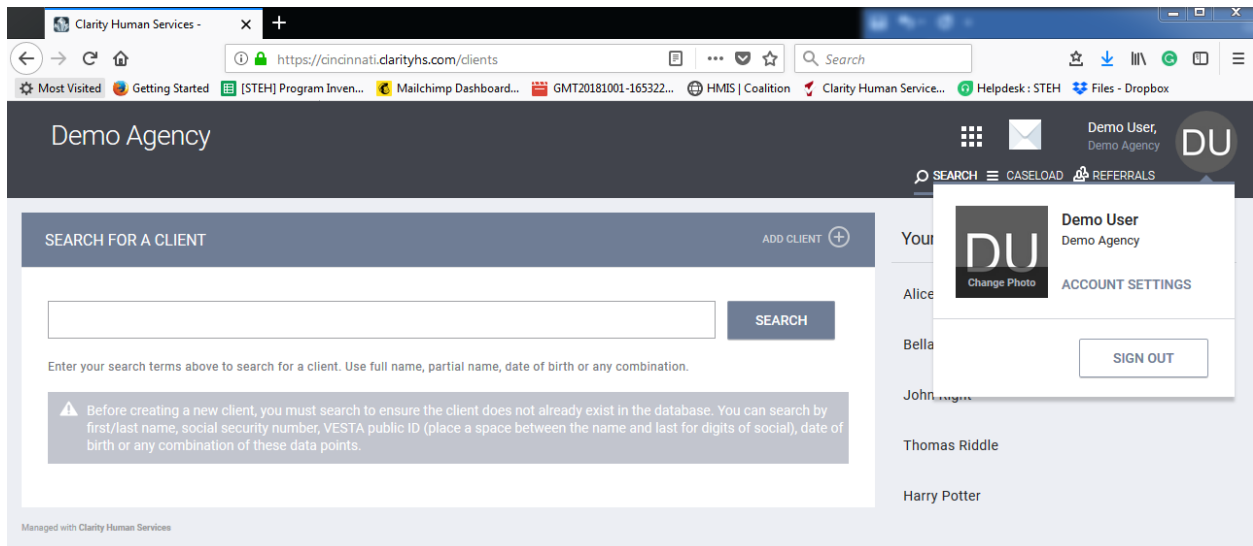 Clarity Human Services -
https://cincinnati.clarityhs.com/clients
Search
Most Visited Getting Started [STEH] Program Inven... Mailchimp Dashboard... GMT20181001-165322... HMIS | Coalition Clarity Human Service... Helpdesk : STEH Files - Dropbox
Demo Agency
Demo User,
Demo Agency
DU
SEARCH CASELOAD REFERRALS
SEARCH FOR A CLIENT
ADD CLIENT
SEARCH
Enter your search terms above to search for a client. Use full name, partial name, date of birth or any combination.
Before creating a new client, you must search to ensure the client does not already exist in the database. You can search by
first/last name, social security number, VESTA public ID (place a space between the name and last for digits of social), date of
birth or any combination of these data points.
Managed with Clarity Human Services
Your
Alice
Bella
John Right
Thomas Riddle
Harry Potter
DU
Change Photo
Demo User
Demo Agency
ACCOUNT SETTINGS
SIGN OUT